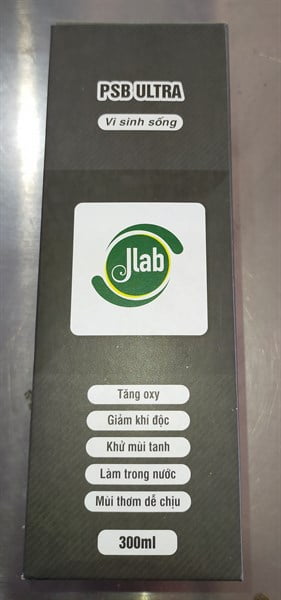 PSB ULTRA
Vi sinh sống
Jlab
Tăng oxy
Giảm khí độc
Khử mùi tanh
Làm trong nước
Mùi thơm dễ chịu
300ml